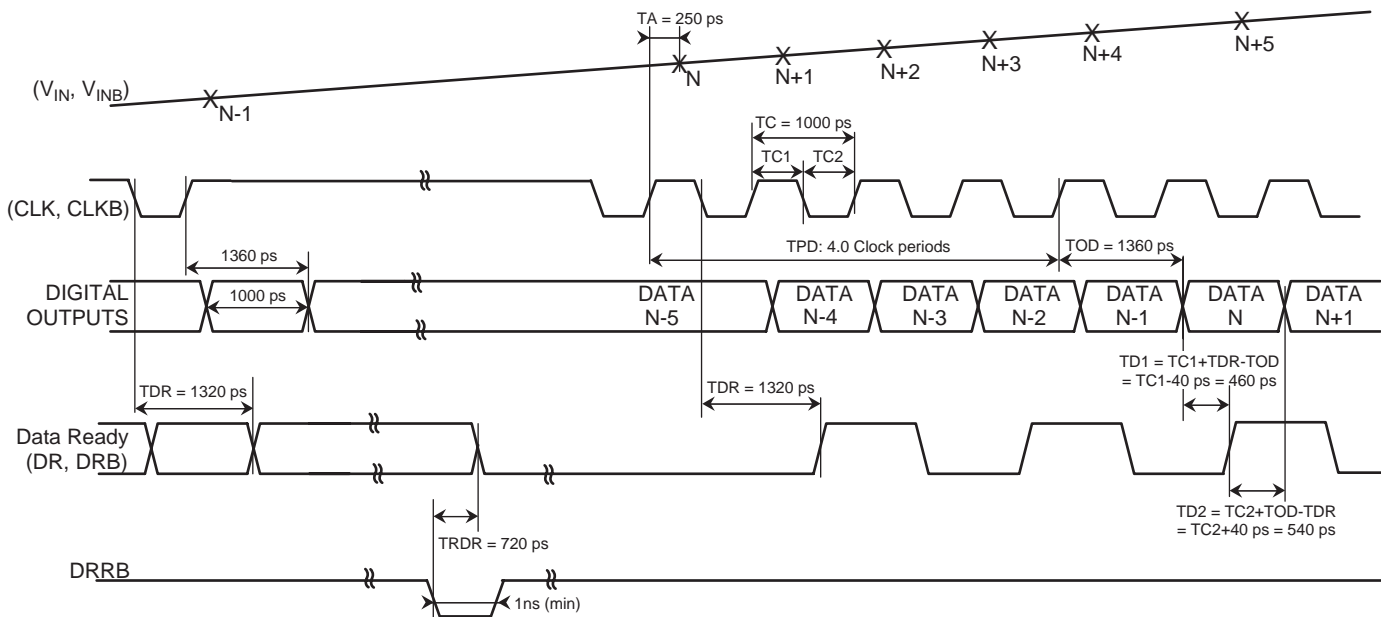 TA = 250 ps
(VIN, VINB)
N-1
N
N+1
N+2
N+3
N+4
N+5
TC = 1000 ps
TC1
TC2
(CLK, CLKB)
1360 ps
TPD: 4.0 Clock periods
TOD = 1360 ps
DIGITAL
OUTPUTS
1000 ps
DATA
N-5
DATA
N-4
DATA
N-3
DATA
N-2
DATA
N-1
DATA
N
DATA
N+1
TDR = 1320 ps
TDR = 1320 ps
TD1 = TC1+TDR-TOD
= TC1-40 ps = 460 ps
Data Ready
(DR, DRB)
TD2 = TC2+TOD-TDR
= TC2+40 ps = 540 ps
TRDR = 720 ps
DRRB
1ns (min)